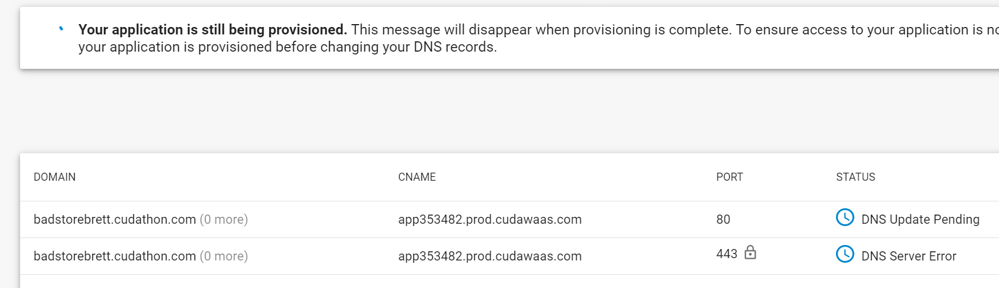 Your application is still being provisioned. This message will disappear when provisioning is complete. To ensure access to your application is
your application is provisioned before changing your DNS records.
DOMAIN CNAME PORT STATUS
badstorebrett.cudathon.com (0 more) app353482.prod.cudawaas.com 80 DNS Update Pending
badstorebrett.cudathon.com (0 more) app353482.prod.cudawaas.com 443 DNS Server Error